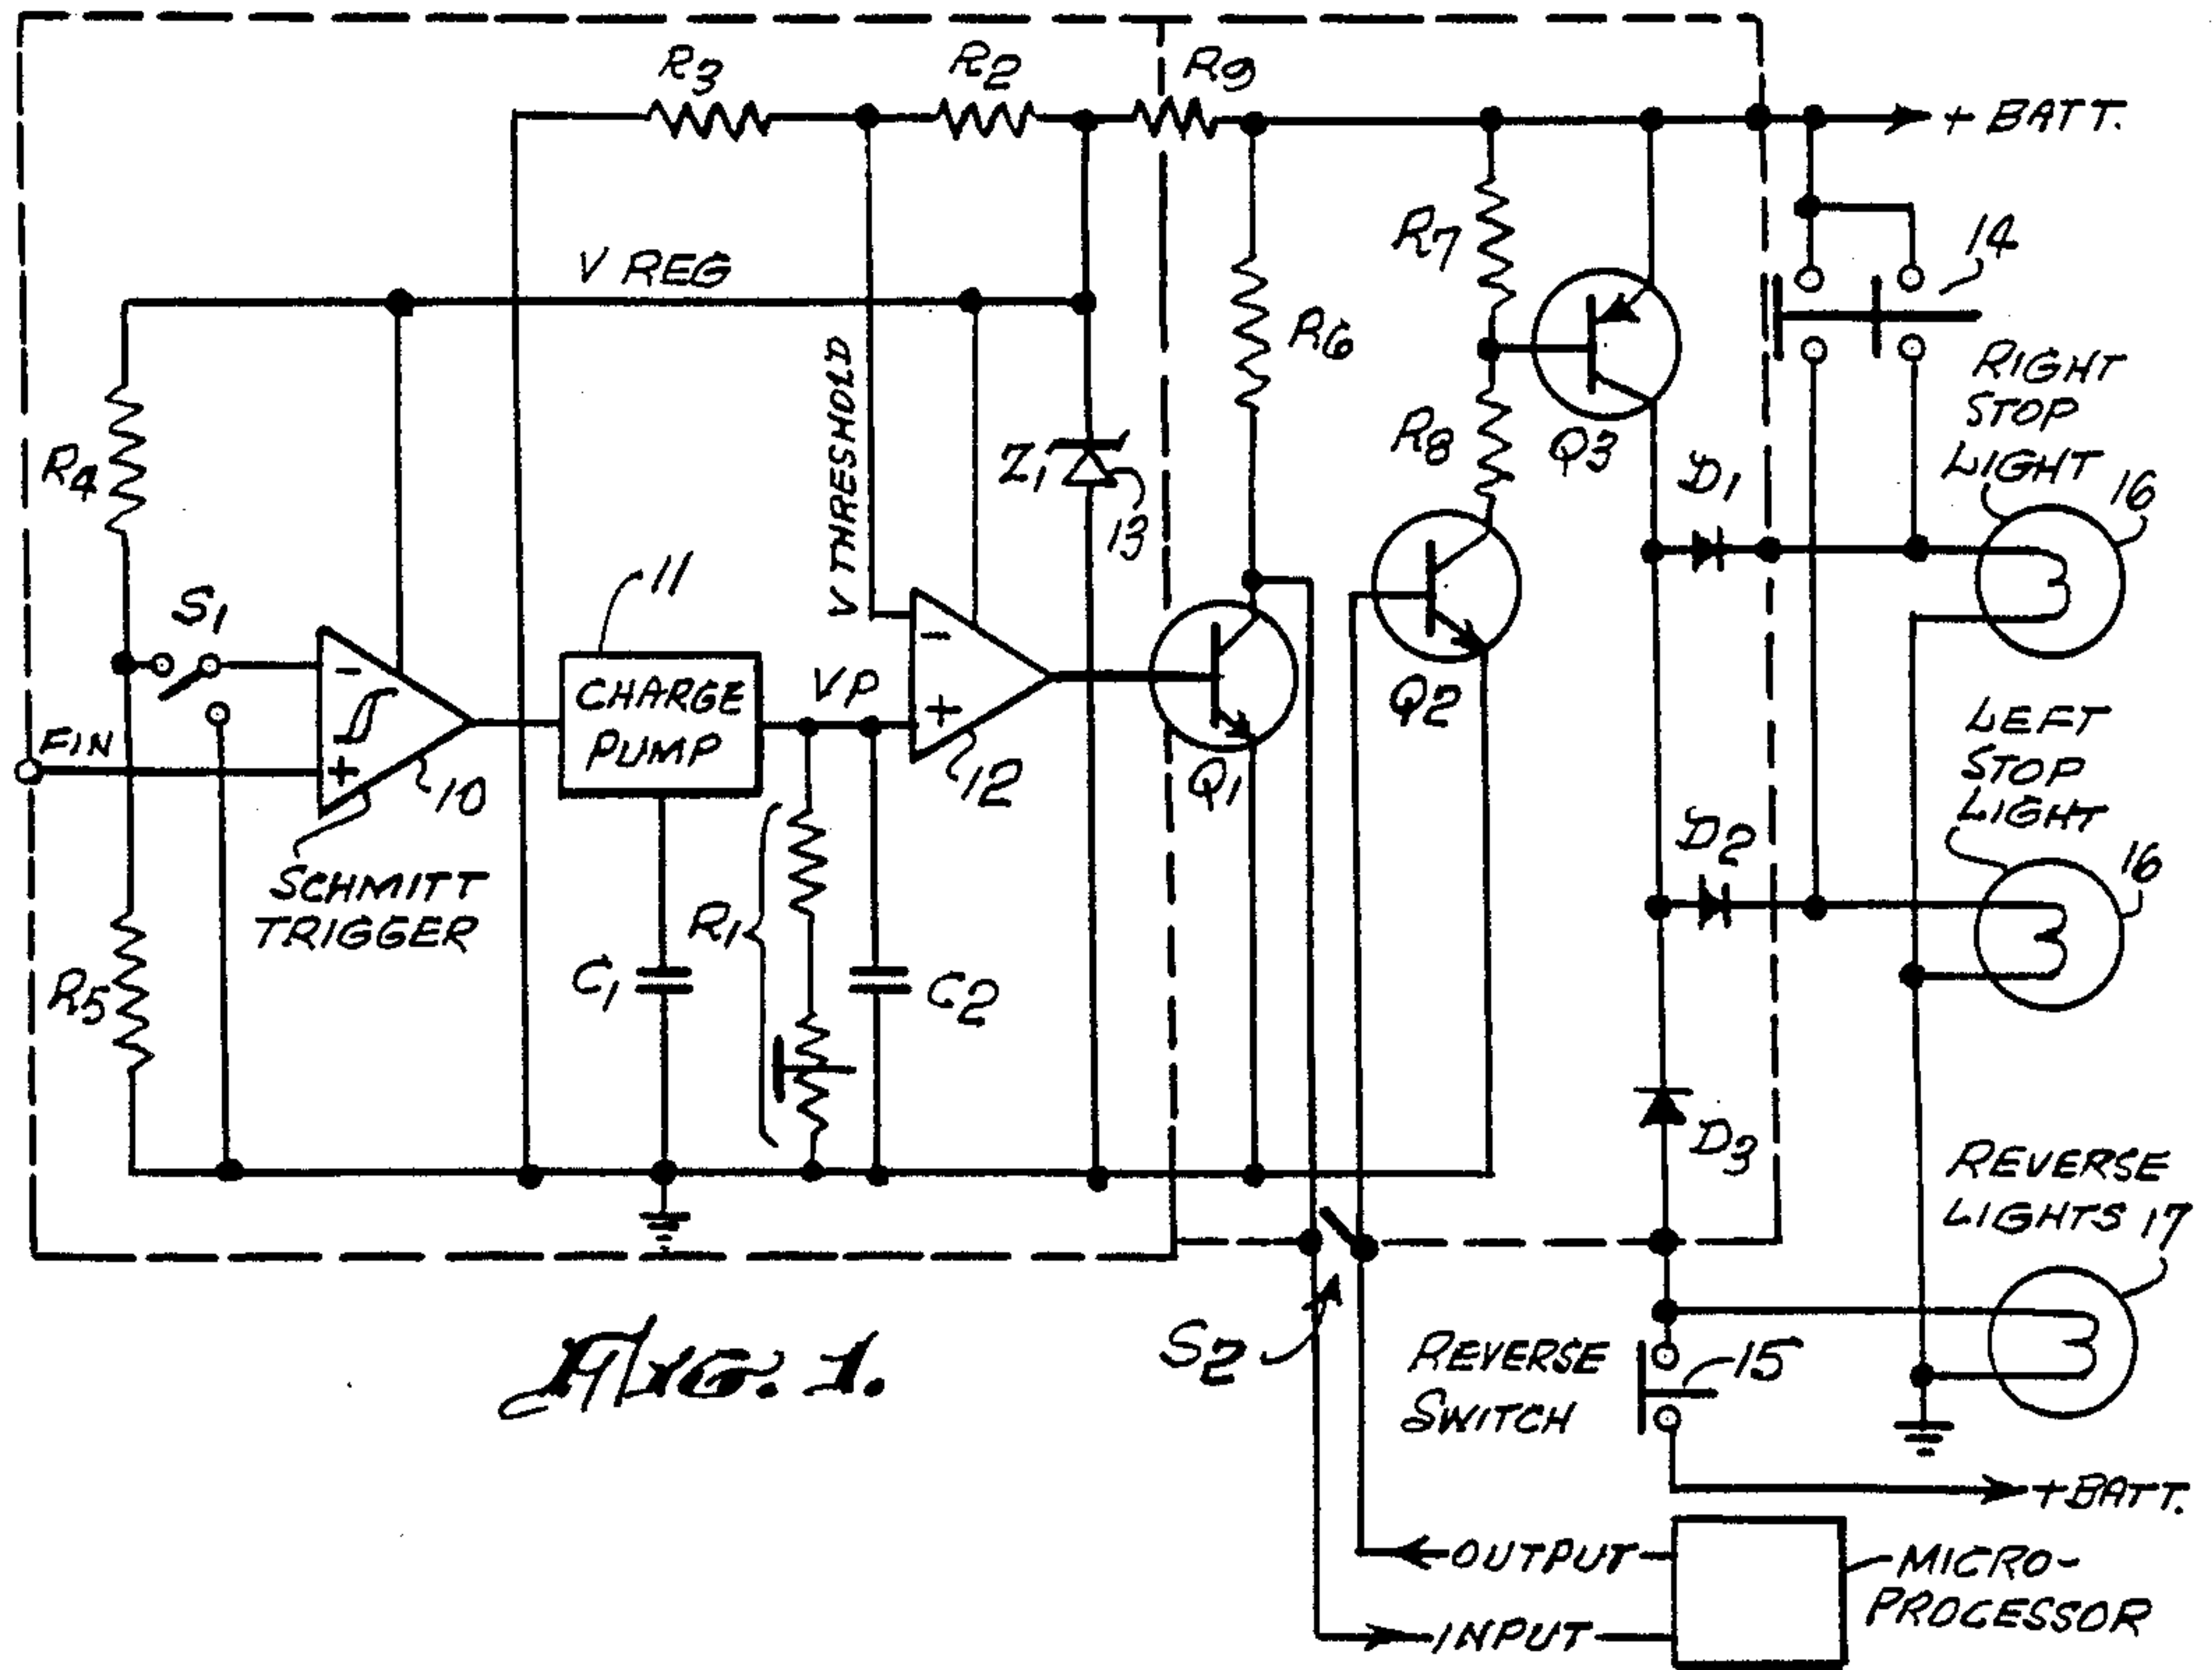 R3
R2
R9
+ BATT.
V REG
R4
S1
FIN
10
SCHMITT
TRIGGER
R5
11
CHARGE
PUMP
C1
VP
R1
C2
V THRESHOLD
12
Z1
13
R6
Q1
R7
R8
Q2
Q3
14
RIGHT
STOP
LIGHT
16
D1
LEFT
STOP
LIGHT
16
D2
D3
REVERSE
LIGHTS 17
S2
REVERSE
SWITCH
15
+BATT.
OUTPUT
INPUT
MICRO-
PROCESSOR
FIG. 1.